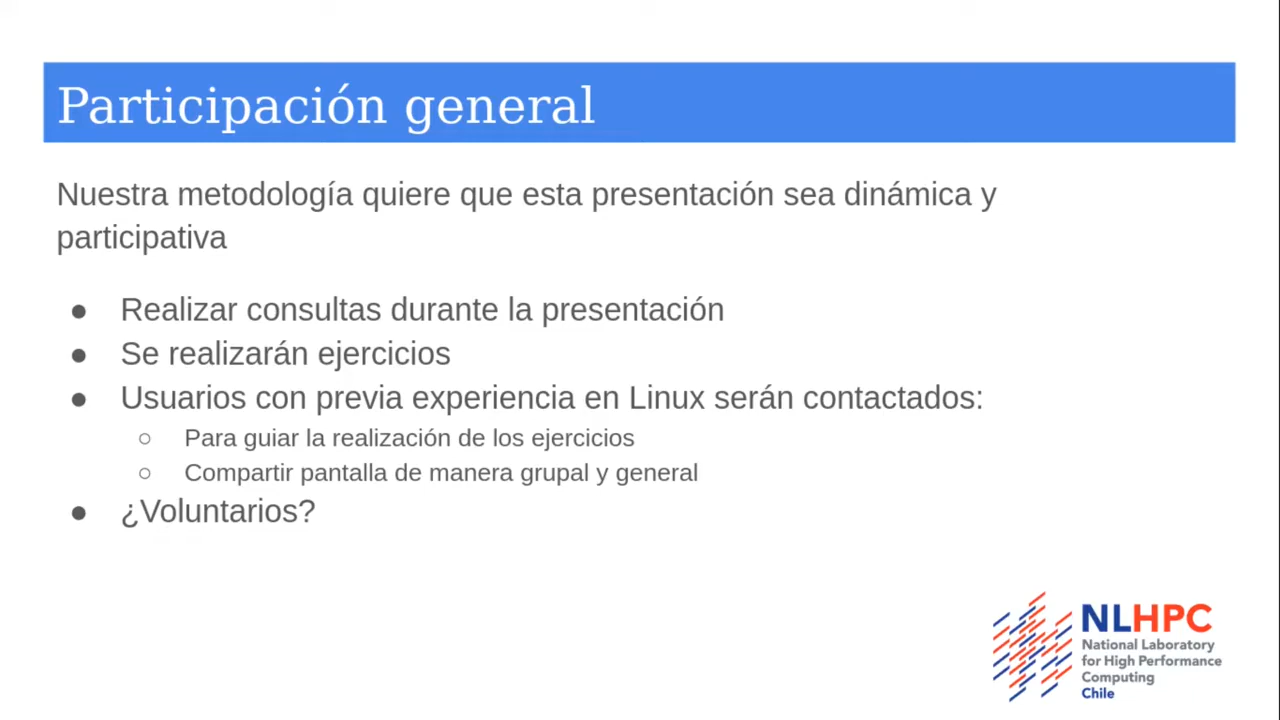 Participación general
Nuestra metodología quiere que esta presentación sea dinámica y
participativa
● Realizar consultas durante la presentación
● Se realizarán ejercicios
● Usuarios con previa experiencia en Linux serán contactados:
○ Para guiar la realización de los ejercicios
○ Compartir pantalla de manera grupal y general
● ¿Voluntarios?
NLHPC
National Laboratory
for High Performance
Computing
Chile